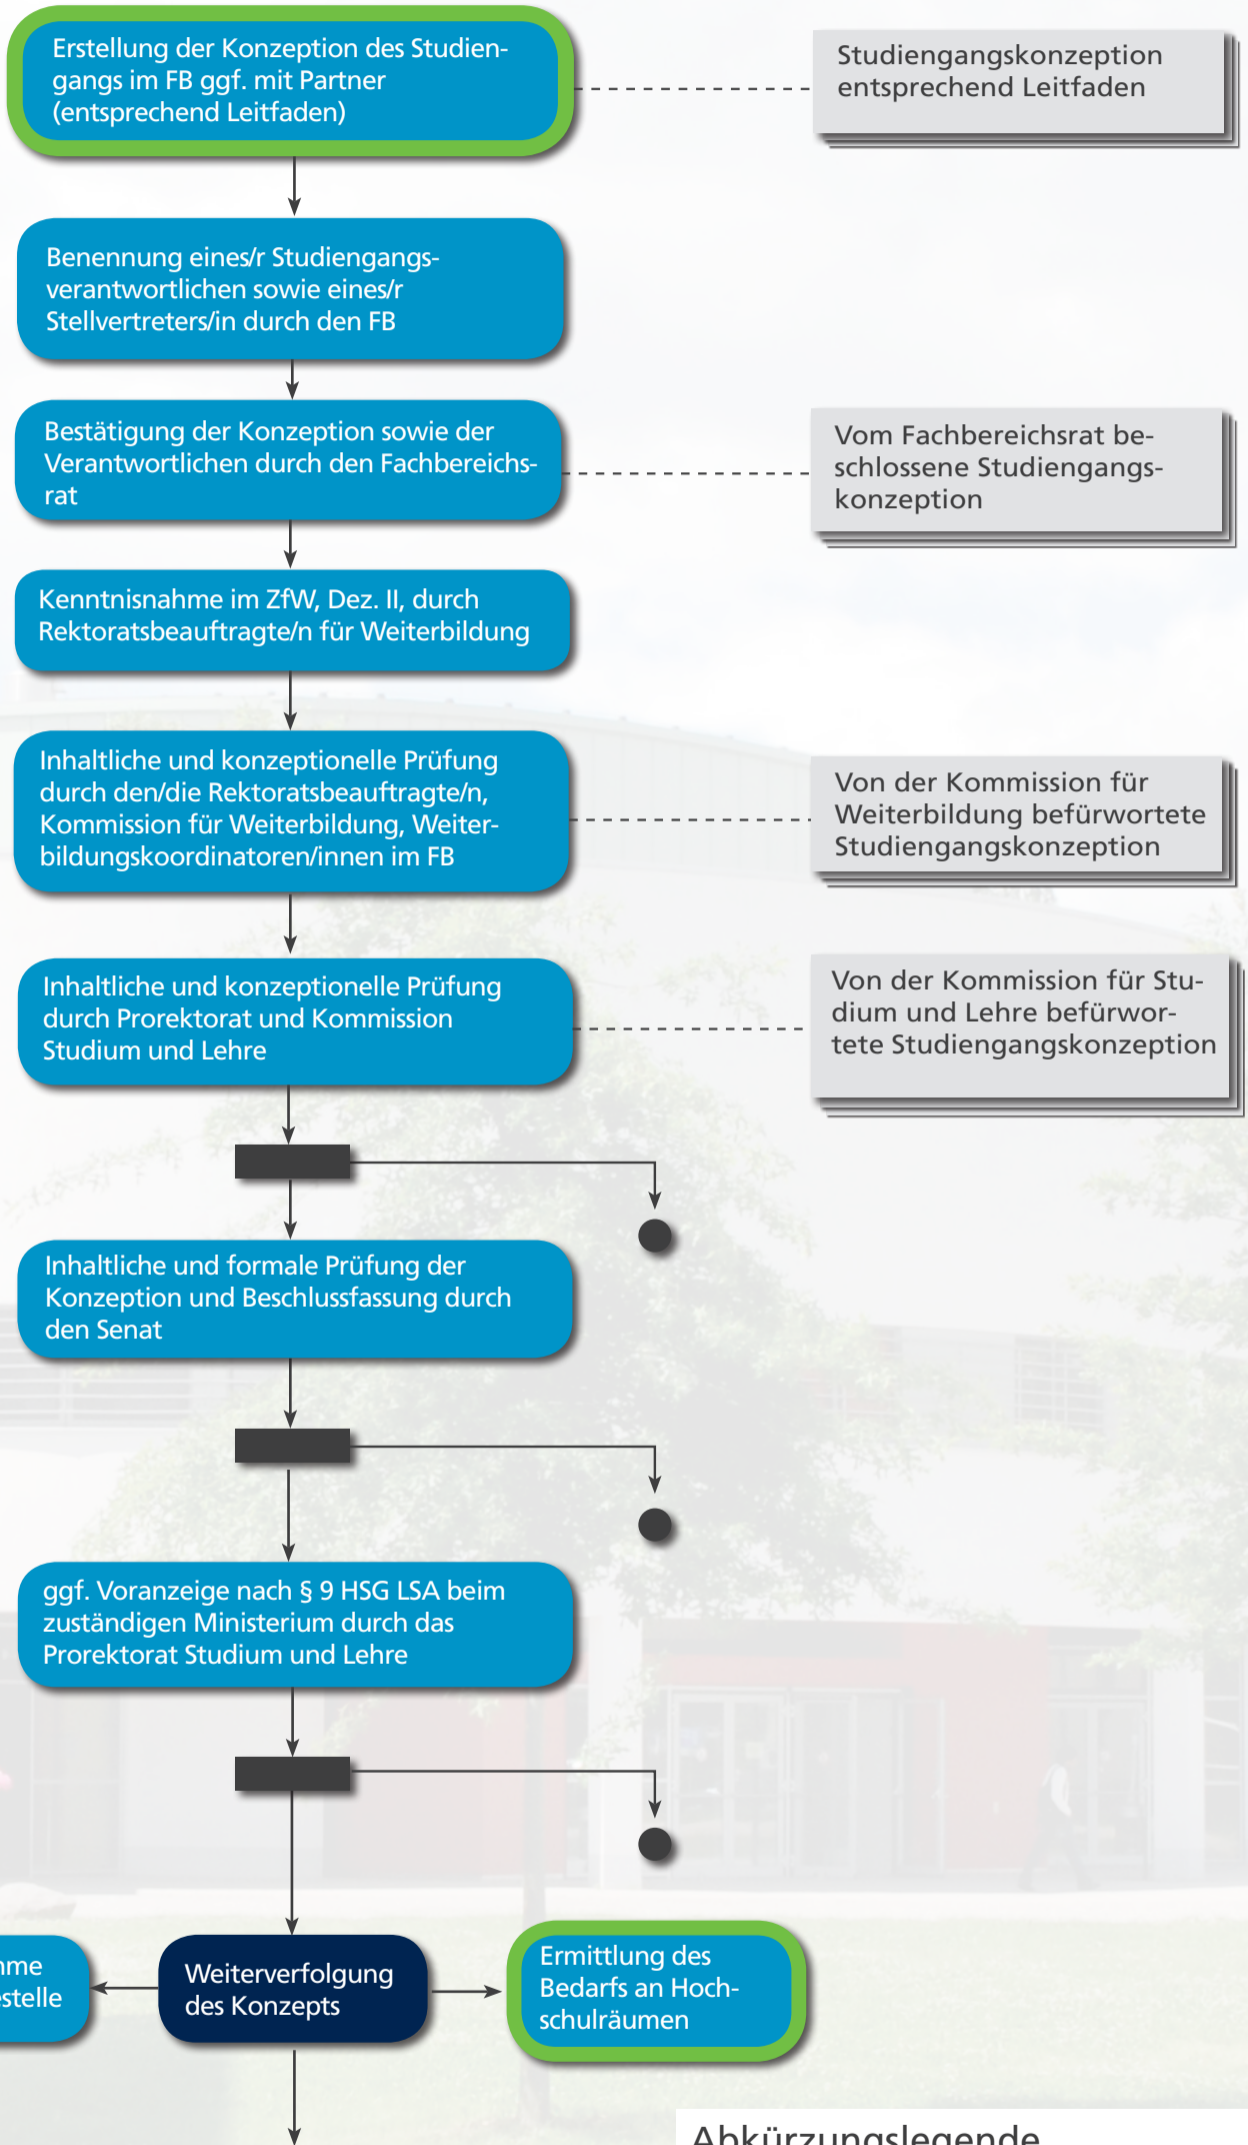 Erstellung der Konzeption des Studien-
gangs im FB ggf. mit Partner
(entsprechend Leitfaden)
Studiengangskonzeption
entsprechend Leitfaden
Benennung eines/r Studiengangs-
verantwortlichen sowie eines/r
Stellvertreters/in durch den FB
Bestätigung der Konzeption sowie der
Verantwortlichen durch den Fachbereichs-
rat
Vom Fachbereichsrat be-
schlossene Studiengangs-
konzeption
Kenntnisnahme im ZfW, Dez. II, durch
Rektoratsbeauftragte/n für Weiterbildung
Inhaltliche und konzeptionelle Prüfung
durch den/die Rektoratsbeauftragte/n,
Kommission für Weiterbildung, Weiter-
bildungskoordinatoren/innen im FB
Von der Kommission für
Weiterbildung befürwortete
Studiengangskonzeption
Inhaltliche und konzeptionelle Prüfung
durch Prorektorat und Kommission
Studium und Lehre
Von der Kommission für Stu-
dium und Lehre befürwor-
tete Studiengangskonzeption
Inhaltliche und formale Prüfung der
Konzeption und Beschlussfassung durch
den Senat
ggf. Voranzeige nach § 9 HSG LSA beim
zuständigen Ministerium durch das
Prorektorat Studium und Lehre
Weiterverfolgung
des Konzepts
Ermittlung des
Bedarfs an Hoch-
schulräumen
Abkürzungslegende